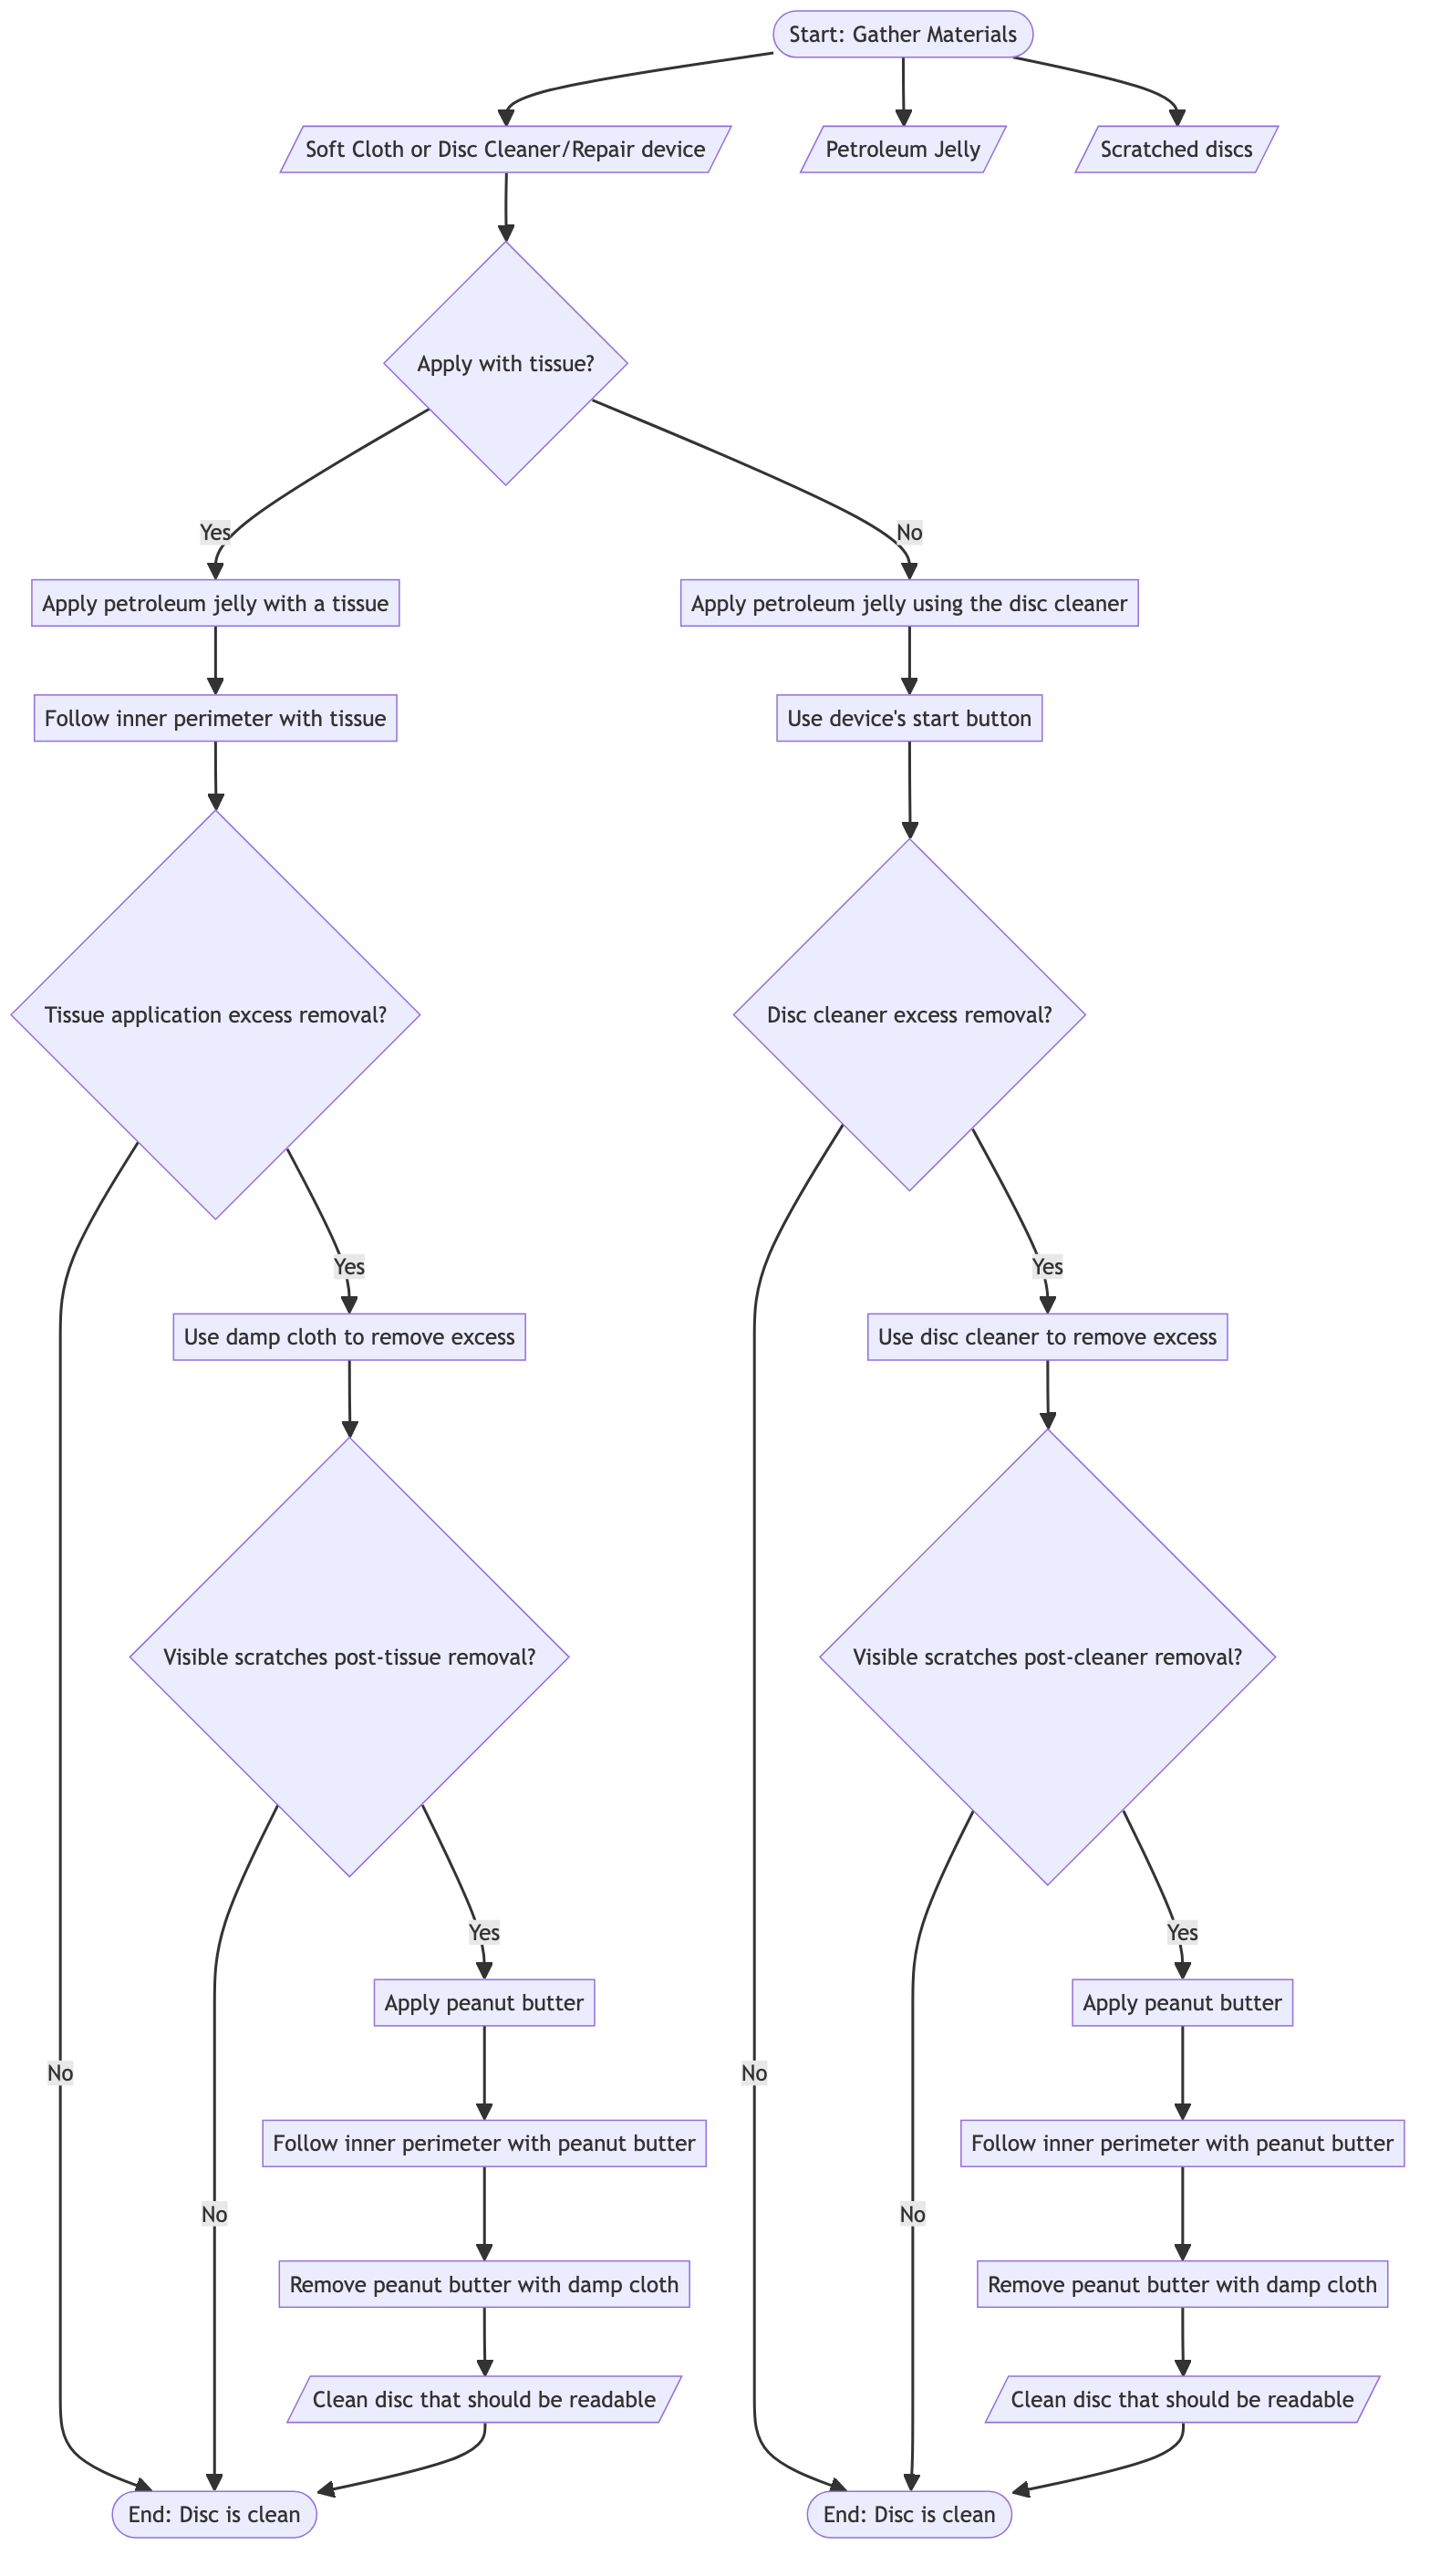 Start: Gather Materials
Soft Cloth or Disc Cleaner/Repair device
Petroleum Jelly
Scratched discs
Apply with tissue?
Yes
No
Apply petroleum jelly with a tissue
Apply petroleum jelly using the disc cleaner
Follow inner perimeter with tissue
Use device's start button
Tissue application excess removal?
Disc cleaner excess removal?
Yes
Yes
Use damp cloth to remove excess
Use disc cleaner to remove excess
Visible scratches post-tissue removal?
Visible scratches post-cleaner removal?
Yes
Yes
Apply peanut butter
Apply peanut butter
No
No
Follow inner perimeter with peanut butter
Follow inner perimeter with peanut butter
No
No
Remove peanut butter with damp cloth
Remove peanut butter with damp cloth
Clean disc that should be readable
Clean disc that should be readable
End: Disc is clean
End: Disc is clean